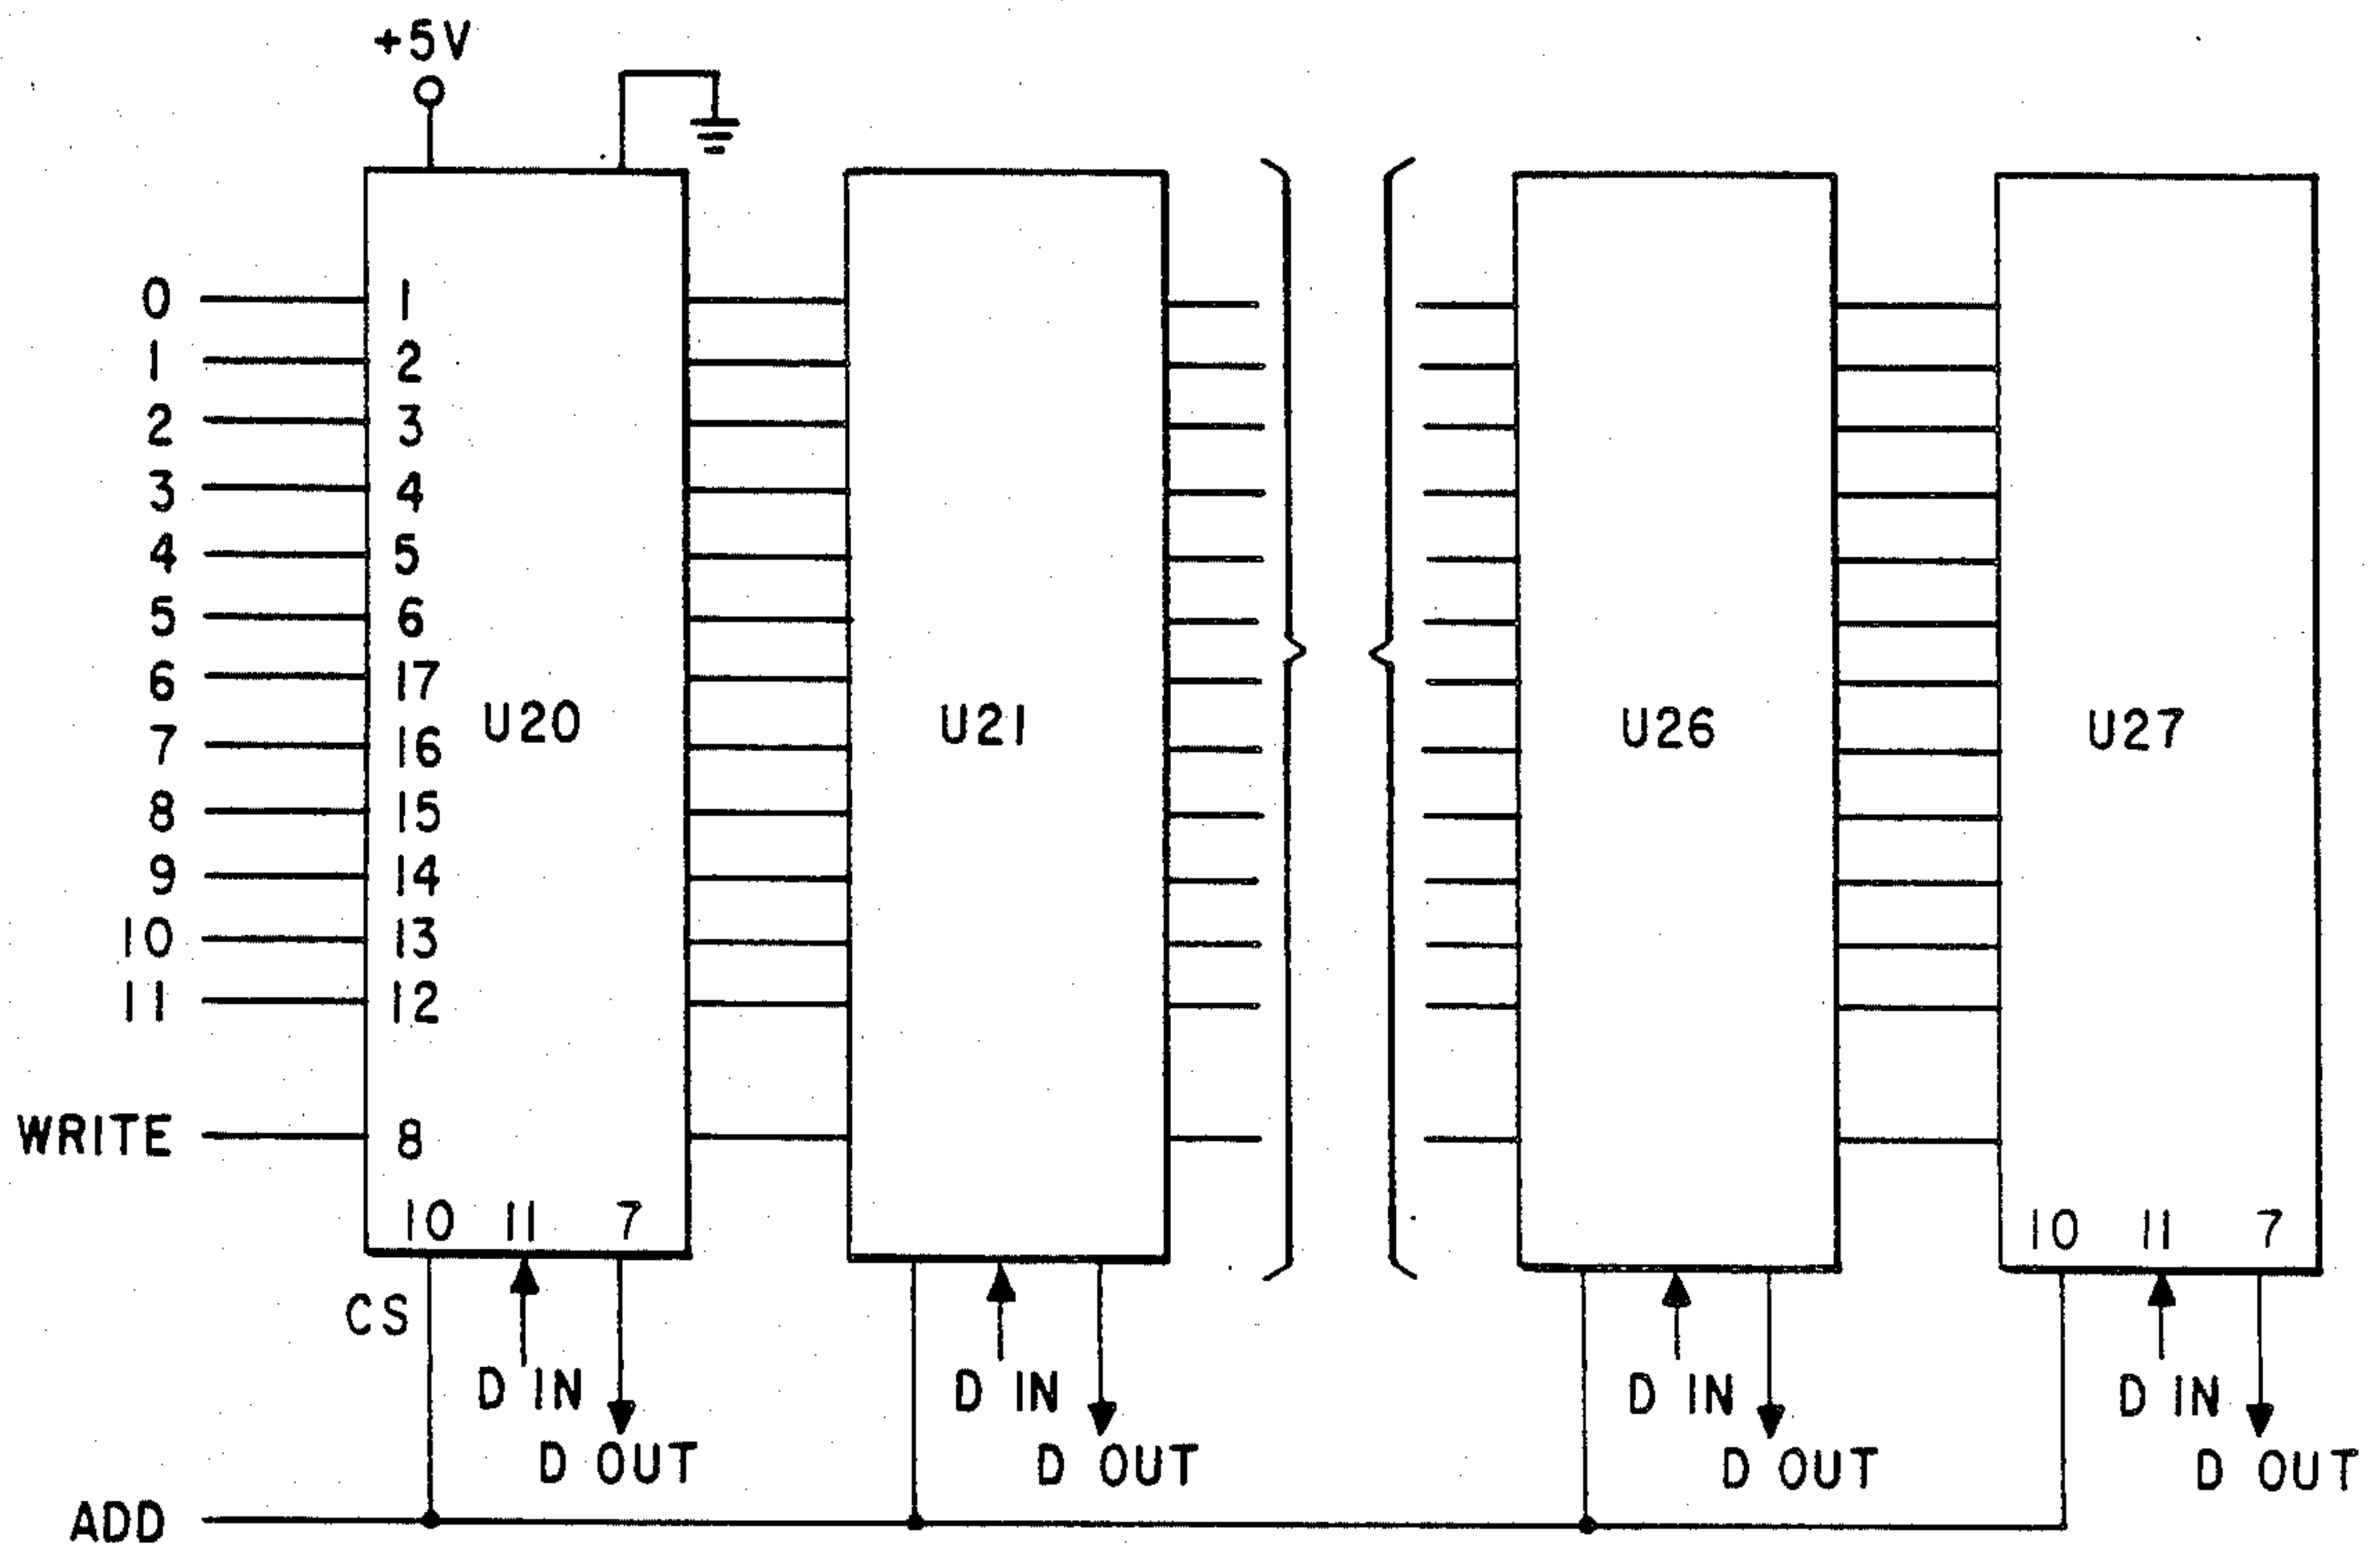 +5V
0 1
1 2
2 3
3 4
4 5
5 6
6 17
7 16
8 15
9 14
10 13
11 12
U20 U21 U26 U27
WRITE 8
10 11 7 10 11 7
CS
D IN D IN D IN D IN
D OUT D OUT D OUT D OUT
ADD